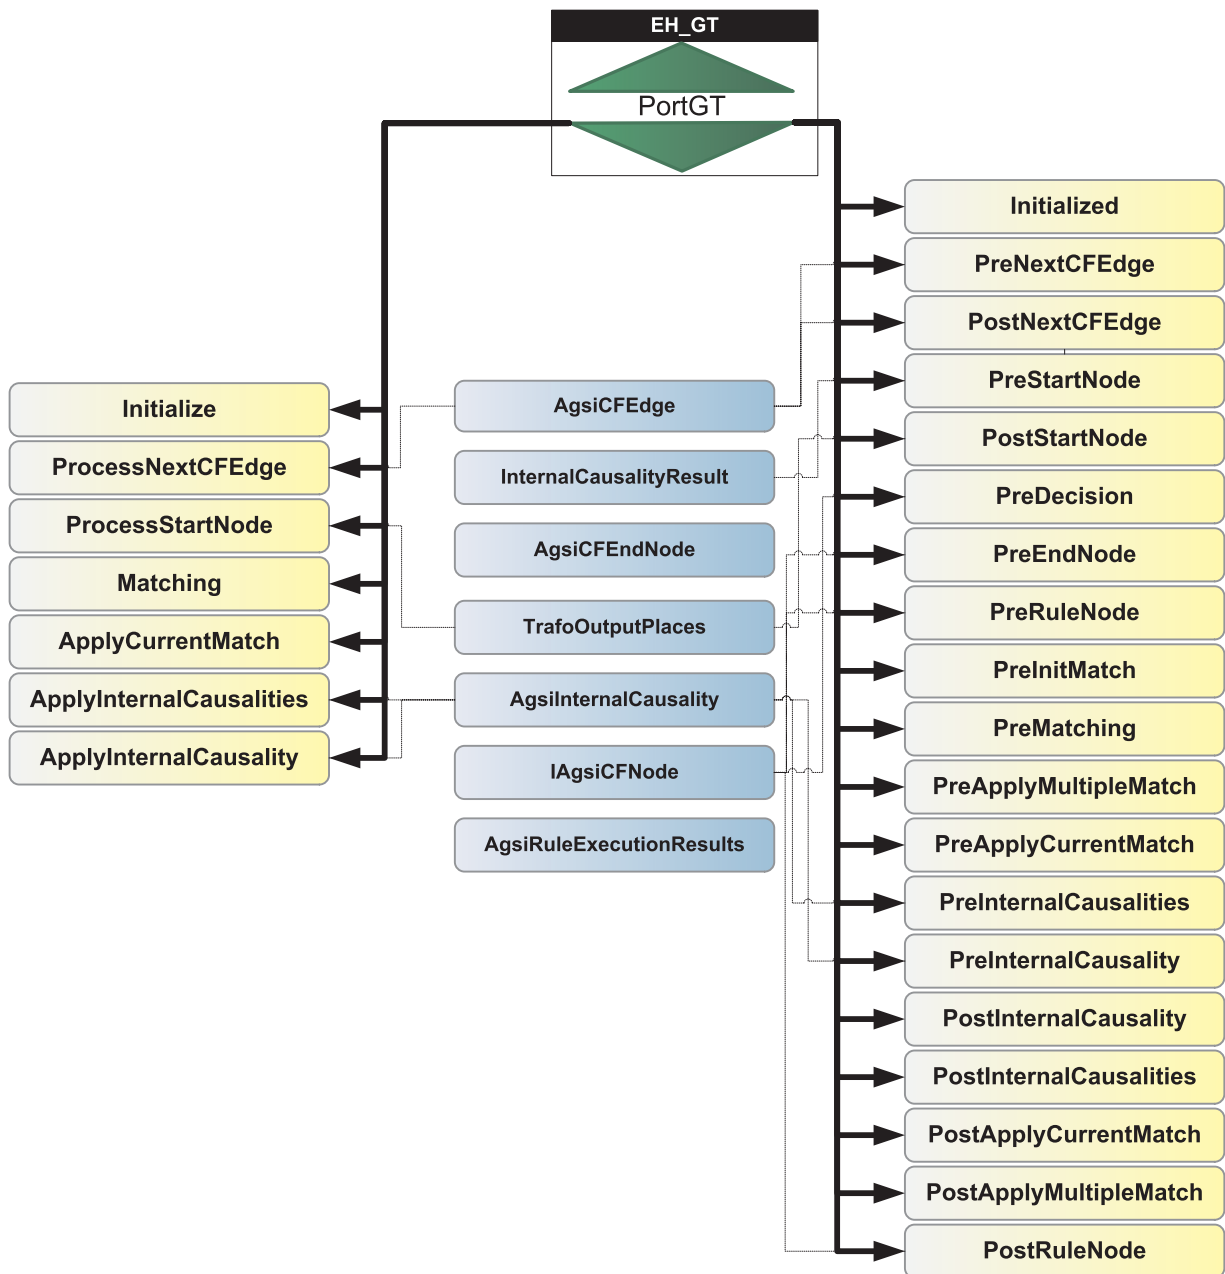 EH_GT
PortGT
Initialize
ProcessNextCFEdge
ProcessStartNode
Matching
ApplyCurrentMatch
ApplyInternalCausalities
ApplyInternalCausality
AgsiCFEdge
InternalCausalityResult
AgsiCFEndNode
TrafoOutputPlaces
AgsiInternalCausality
IAgsiCFNode
AgsiRuleExecutionResults
Initialized
PreNextCFEdge
PostNextCFEdge
PreStartNode
PostStartNode
PreDecision
PreEndNode
PreRuleNode
PreInitMatch
PreMatching
PreApplyMultipleMatch
PreApplyCurrentMatch
PreInternalCausalities
PreInternalCausality
PostInternalCausality
PostInternalCausalities
PostApplyCurrentMatch
PostApplyMultipleMatch
PostRuleNode